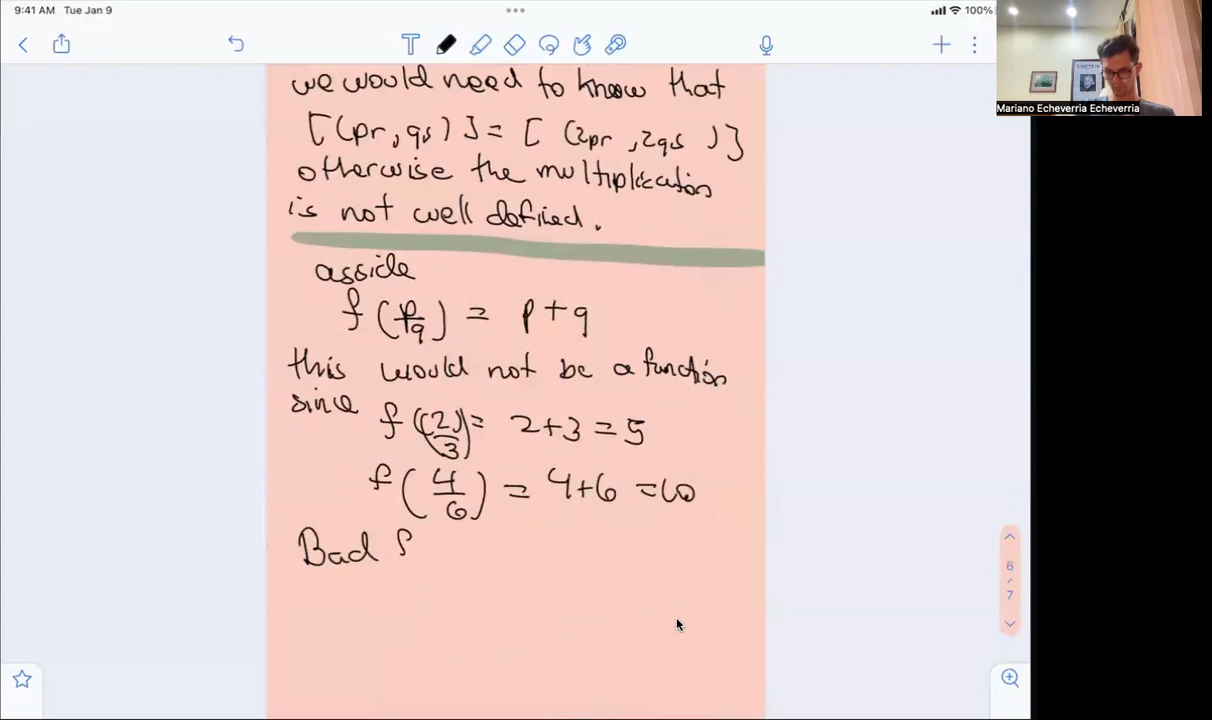 9:41 AM Tue Jan 9
100%
Mariano Echeverria Echeverria
we would need to know that
[(pr, qs)] = [(2pr, 2qs)]
otherwise the multiplication
is not well defined.
asside
f(p/q) = p+q
this would not be a function
since f(2/3) = 2+3 = 5
f(4/6) = 4+6 = 10
Bad
6
/
7